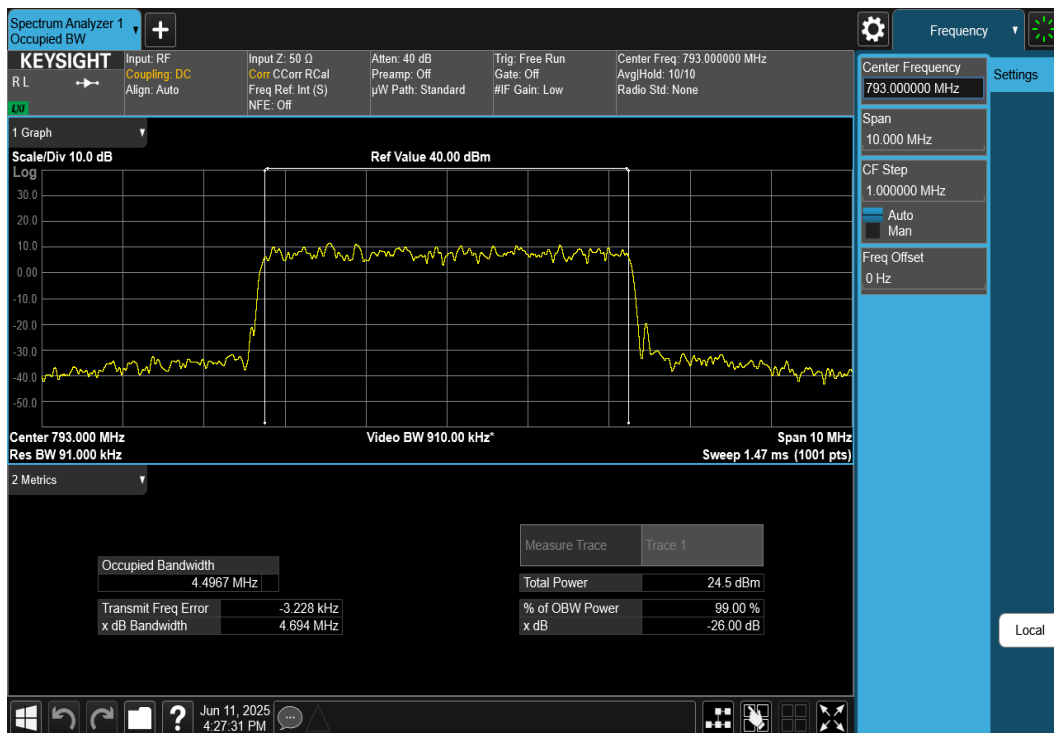 Spectrum Analyzer 1
Occupied BW
Frequency
KEYSIGHT
R L
LXI
Input: RF
Coupling: DC
Align: Auto
Input Z: 50 Ω
Corr CCorr RCal
Freq Ref: Int (S)
NFE: Off
Atten: 40 dB
Preamp: Off
µW Path: Standard
Trig: Free Run
Gate: Off
#IF Gain: Low
Center Freq: 793.000000 MHz
Avg|Hold: 10/10
Radio Std: None
Center Frequency
793.000000 MHz
Settings
Span
10.000 MHz
CF Step
1.000000 MHz
Auto
Man
Freq Offset
0 Hz
Local
1 Graph
Scale/Div 10.0 dB
Ref Value 40.00 dBm
Log
30.0
20.0
10.0
0.00
-10.0
-20.0
-30.0
-40.0
-50.0
Center 793.000 MHz
Video BW 910.00 kHz*
Span 10 MHz
Res BW 91.000 kHz
Sweep 1.47 ms (1001 pts)
2 Metrics
Measure Trace
Trace 1
Occupied Bandwidth
4.4967 MHz
Total Power
24.5 dBm
Transmit Freq Error
-3.228 kHz
% of OBW Power
99.00 %
x dB Bandwidth
4.694 MHz
x dB
-26.00 dB
?
Jun 11, 2025
4:27:31 PM